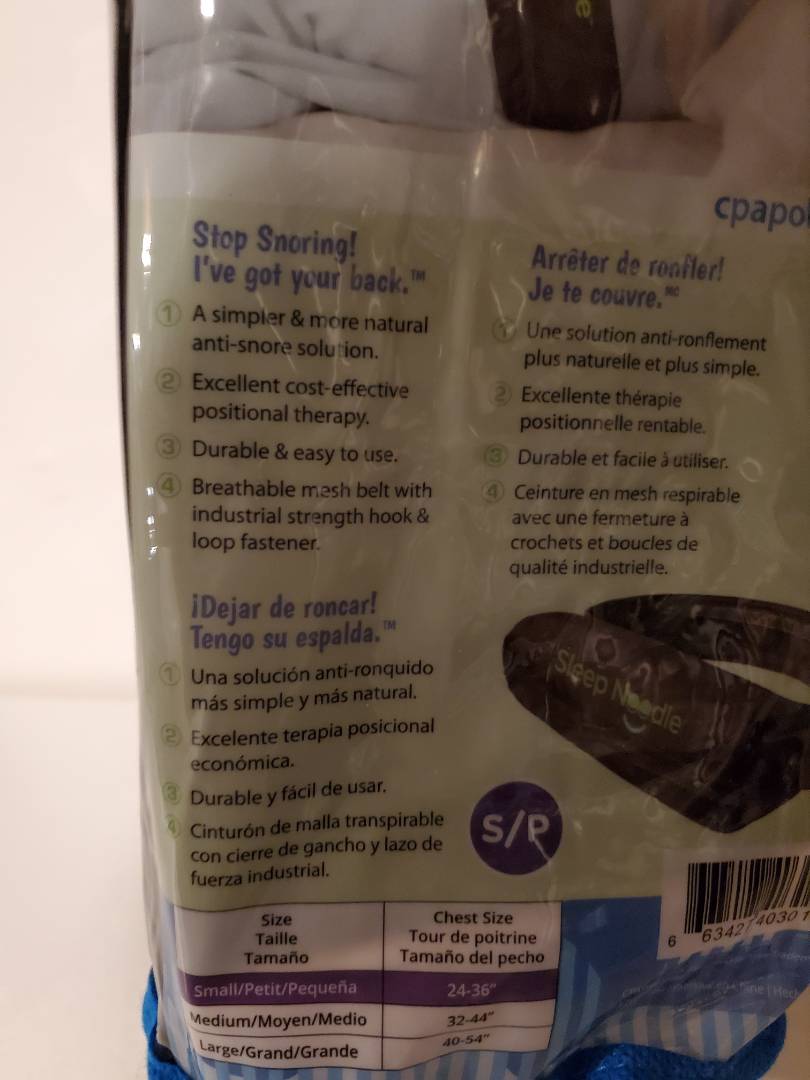 cpapo
Stop Snoring!
I've got your back.™
1 A simpler & more natural
anti-snore solution.
2 Excellent cost-effective
positional therapy.
3 Durable & easy to use.
4 Breathable mesh belt with
industrial strength hook &
loop fastener.
Arrêter de ronfler!
Je te couvre.MC
1 Une solution anti-ronflement
plus naturelle et plus simple.
2 Excellente thérapie
positionnelle rentable.
3 Durable et facile à utiliser.
4 Ceinture en mesh respirable
avec une fermeture à
crochets et boucles de
qualité industrielle.
¡Dejar de roncar!
Tengo su espalda.™
1 Una solución anti-ronquido
más simple y más natural.
2 Excelente terapia posicional
económica.
3 Durable y fácil de usar.
4 Cinturón de malla transpirable
con cierre de gancho y lazo de
fuerza industrial.
Sleep Noodle
S/P
6 63427 40301
Size Chest Size
Taille Tour de poitrine
Tamaño Tamaño del pecho
Small/Petit/Pequeña 24-36"
Medium/Moyen/Medio 32-44"
Large/Grand/Grande 40-54"